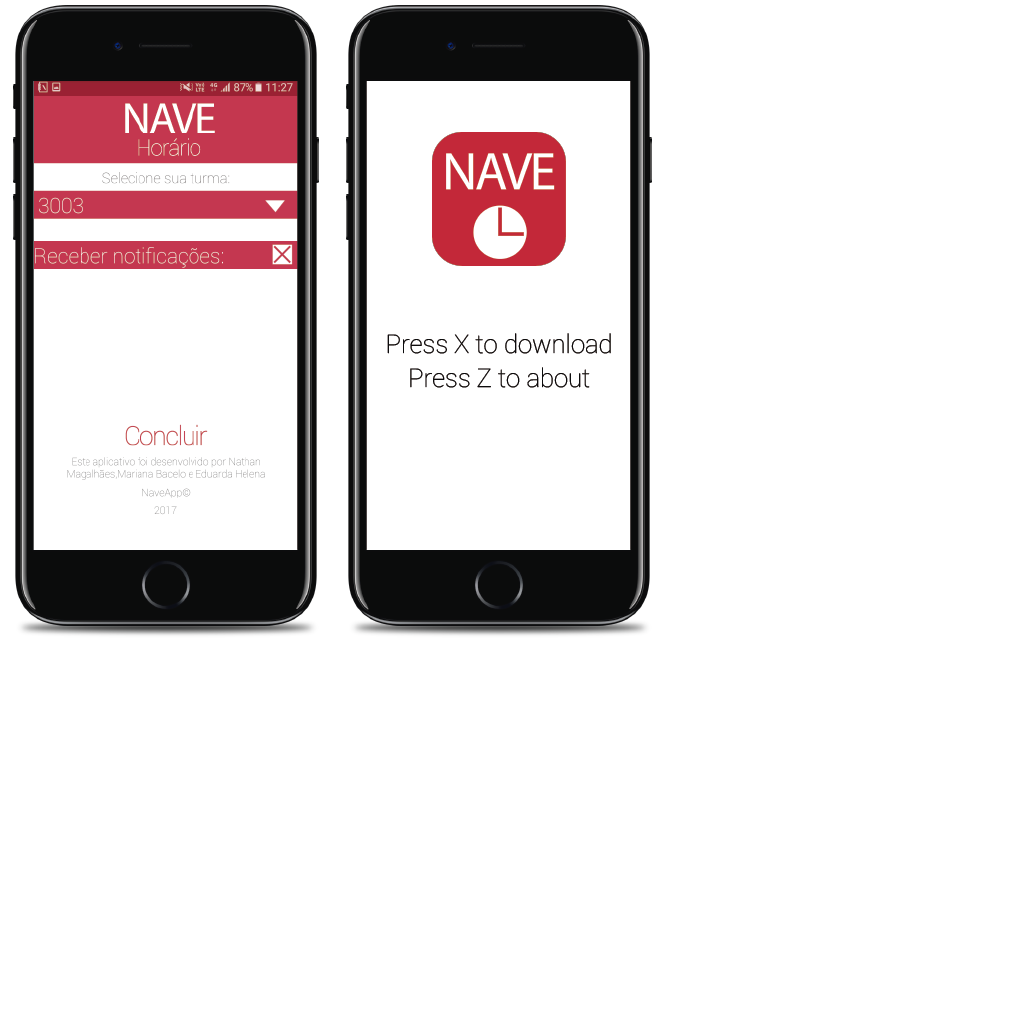 87% 11:27
NAVE
Horário
Selecione sua turma:
3003
Receber notificações:
Concluir
Este aplicativo foi desenvolvido por Nathan
Magalhães,Mariana Bacelo e Eduarda Helena
NaveApp©
2017
NAVE
Press X to download
Press Z to about